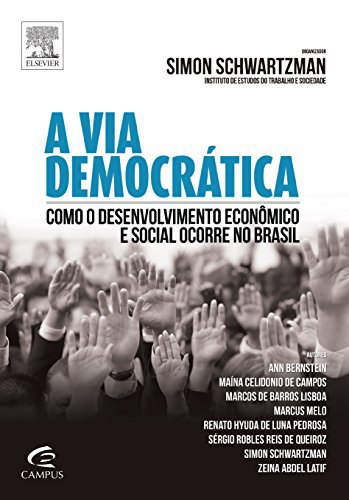 ELSEVIER
ORGANIZADOR
SIMON SCHWARTZMAN
INSTITUTO DE ESTUDOS DO TRABALHO E SOCIEDADE
A VIA
DEMOCRÁTICA
COMO O DESENVOLVIMENTO ECONÔMICO
E SOCIAL OCORRE NO BRASIL
AUTORES
ANN BERNSTEIN
MAÍNA CELIDONIO DE CAMPOS
MARCOS DE BARROS LISBOA
MARCUS MELO
RENATO HYUDA DE LUNA PEDROSA
SÉRGIO ROBLES REIS DE QUEIROZ
SIMON SCHWARTZMAN
ZEINA ABDEL LATIF
CAMPUS